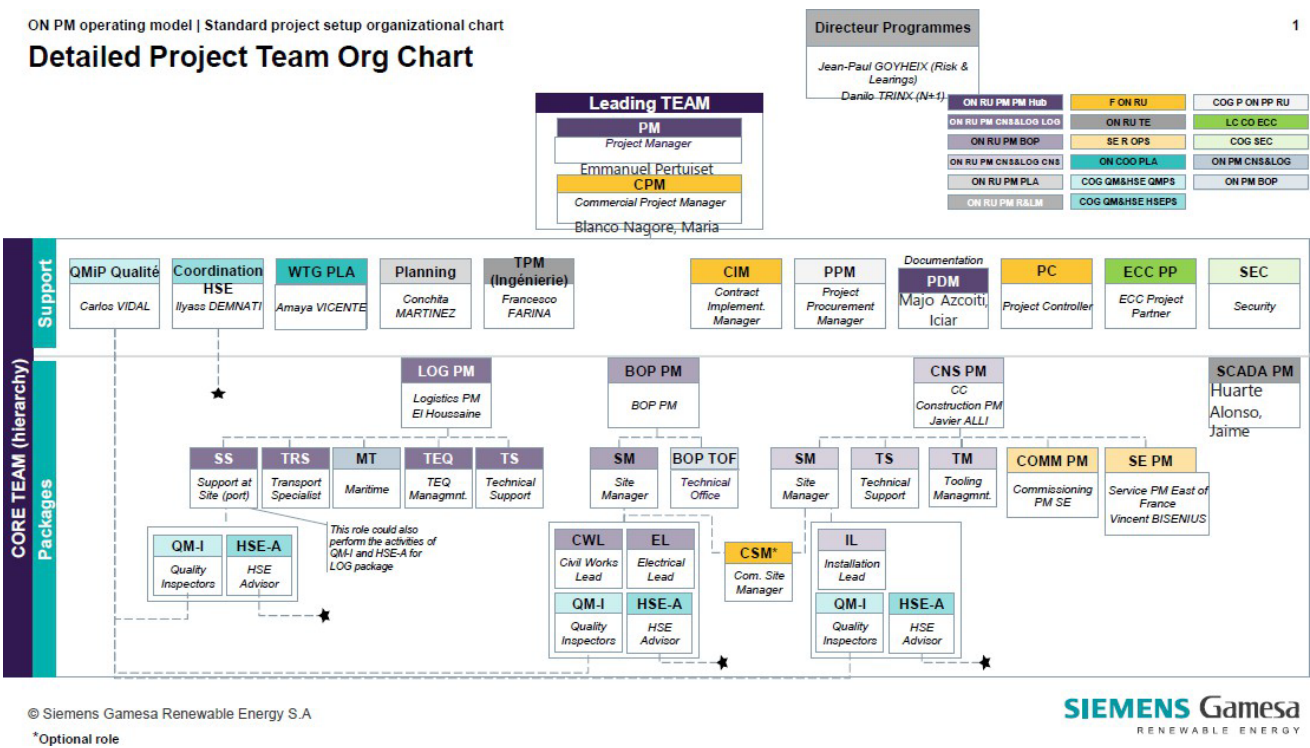 ON PM operating model | Standard project setup organizational chart
Detailed Project Team Org Chart
1
Directeur Programmes
Jean-Paul GOYHEIX (Risk &
Learings)
Danilo TRINX (N+1)
Leading TEAM
PM
Project Manager
Emmanuel Pertuiset
CPM
Commercial Project Manager
Blanco Nagore, Maria
ON RU PM PM Hub
F ON RU
COG P ON PP RU
ON RU PM CNS&LOG LOG
ON RU TE
LC CO ECC
ON RU PM BOP
SE R OPS
COG SEC
ON RU PM CNS&LOG CNS
ON COO PLA
ON PM CNS&LOG
ON RU PM PLA
COG QM&HSE QMPS
ON PM BOP
ON RU PM R&LM
COG QM&HSE HSEPS
CORE TEAM (hierarchy)
Support
QMiP Qualité
Carlos VIDAL
Coordination
HSE
Ilyass DEMNATI
WTG PLA
Amaya VICENTE
Planning
Conchita
MARTINEZ
TPM
(Ingénierie)
Francesco
FARINA
CIM
Contract
Implement.
Manager
PPM
Project
Procurement
Manager
Documentation
PDM
Majo Azcoiti,
Iciar
PC
Project Controller
ECC PP
ECC Project
Partner
SEC
Security
Packages
LOG PM
Logistics PM
El Houssaine
BOP PM
BOP PM
CNS PM
CC
Construction PM
Javier ALLI
SCADA PM
Huarte
Alonso,
Jaime
SS
Support at
Site (port)
TRS
Transport
Specialist
MT
Maritime
TEQ
TEQ
Managmnt.
TS
Technical
Support
SM
Site
Manager
BOP TOF
Technical
Office
SM
Site
Manager
TS
Technical
Support
TM
Tooling
Managmnt.
COMM PM
Commissioning
PM SE
SE PM
Service PM East of
France
Vincent BISENIUS
This role could also
perform the activities of
QM-I and HSE-A for
LOG package
QM-I
Quality
Inspectors
HSE-A
HSE
Advisor
CWL
Civil Works
Lead
EL
Electrical
Lead
QM-I
Quality
Inspectors
HSE-A
HSE
Advisor
CSM*
Com. Site
Manager
IL
Installation
Lead
QM-I
Quality
Inspectors
HSE-A
HSE
Advisor
© Siemens Gamesa Renewable Energy S.A
*Optional role
SIEMENS Gamesa
RENEWABLE ENERGY